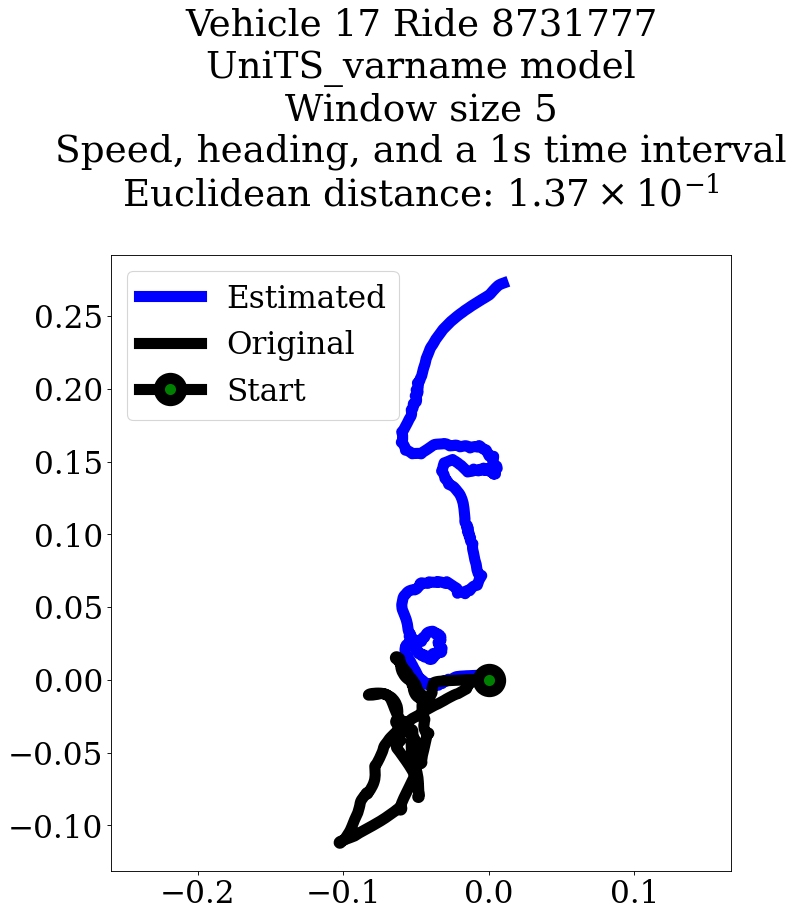 Vehicle 17 Ride 8731777
UniTS_varname model
Window size 5
Speed, heading, and a 1s time interval
Euclidean distance: 1.37 × 10⁻¹
Estimated
Original
Start
0.25
0.20
0.15
0.10
0.05
0.00
−0.05
−0.10
−0.2 −0.1 0.0 0.1